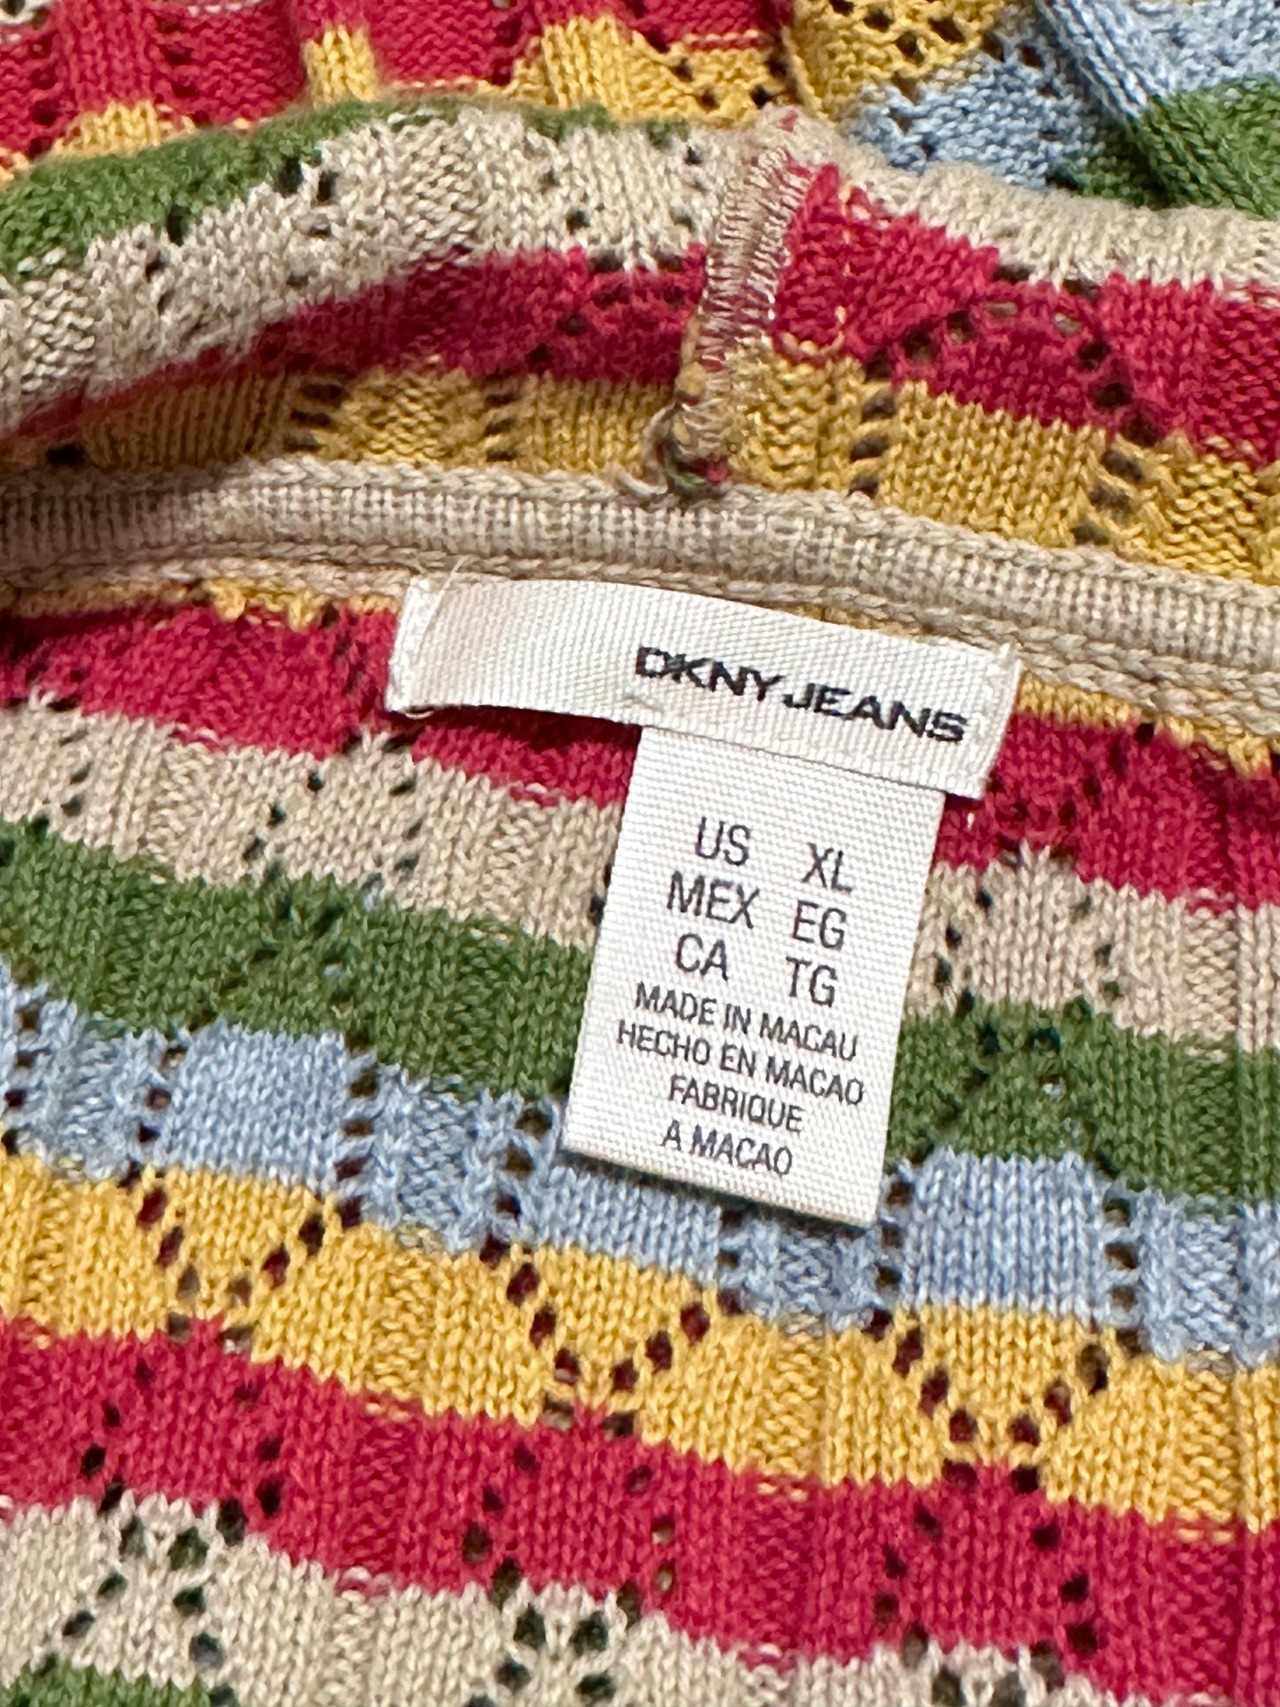 DKNY JEANS
US XL
MEX EG
CA TG
MADE IN MACAU
HECHO EN MACAO
FABRIQUE
A MACAO